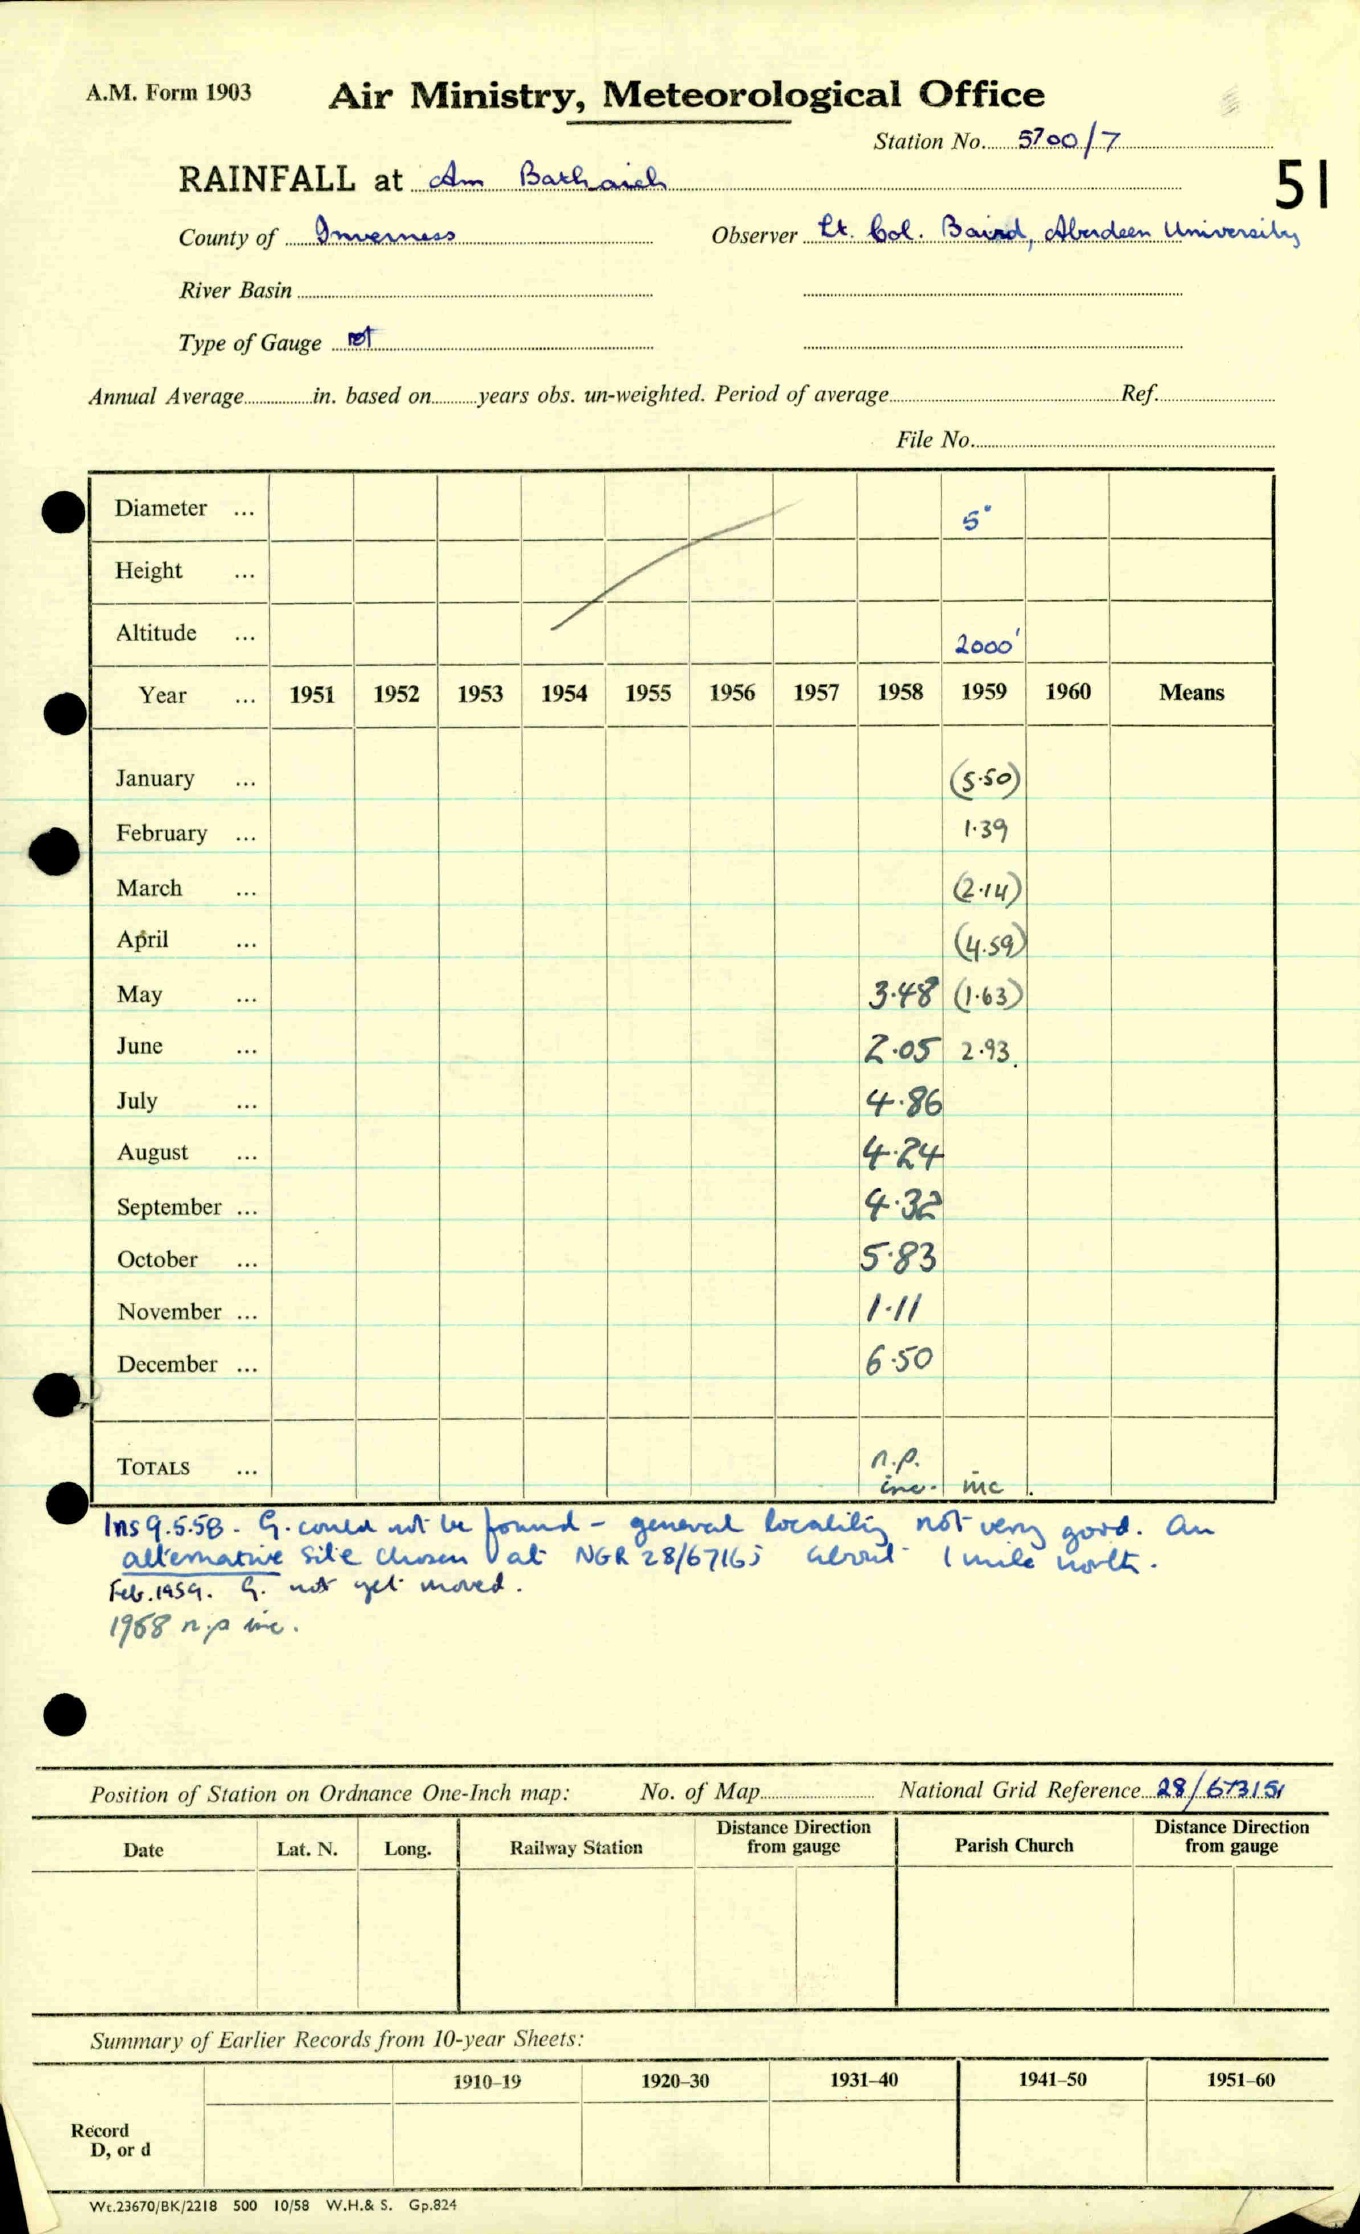 A.M. Form 1903
Air Ministry, Meteorological Office
Station No. 5700/7
RAINFALL at Am Bathaich
51
County of Inverness Observer Lt. Col. Baird, Aberdeen University
River Basin
Type of Gauge
Annual Average in. based on years obs. un-weighted. Period of average Ref.
File No.
Diameter ... 5"
Height ...
Altitude ... 2000'
Year ... 1951 1952 1953 1954 1955 1956 1957 1958 1959 1960 Means
January ... (5.50)
February ... 1.39
March ... (2.14)
April ... (4.59)
May ... 3.48 (1.63)
June ... 2.05 2.93
July ... 4.86
August ... 4.24
September ... 4.32
October ... 5.83
November ... 1.11
December ... 6.50
n.p.
TOTALS ... inc. inc.
Ins 9.5.58. G. could not be found – general locality not very good. An
alternative site chosen at NGR 28/67165 about 1 mile north.
Feb. 1959. G. not yet moved.
1958 n.p inc.
Position of Station on Ordnance One-Inch map: No. of Map National Grid Reference 28/673151
Date Lat. N. Long. Railway Station Distance Direction from gauge Parish Church Distance Direction from gauge
Summary of Earlier Records from 10-year Sheets:
1910–19 1920–30 1931–40 1941–50 1951–60
Record
D, or d
Wt.23670/BK/2218 500 10/58 W.H.& S. Gp.824